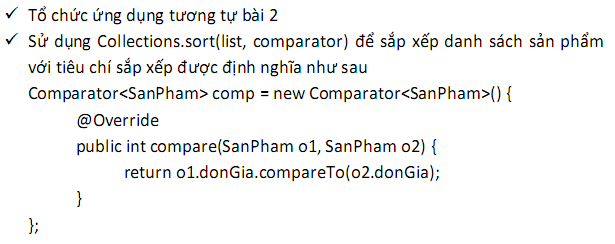 ✓ Tổ chức ứng dụng tương tự bài 2
✓ Sử dụng Collections.sort(list, comparator) để sắp xếp danh sách sản phẩm
với tiêu chí sắp xếp được định nghĩa như sau
Comparator<SanPham> comp = new Comparator<SanPham>() {
@Override
public int compare(SanPham o1, SanPham o2) {
return o1.donGia.compareTo(o2.donGia);
}
};